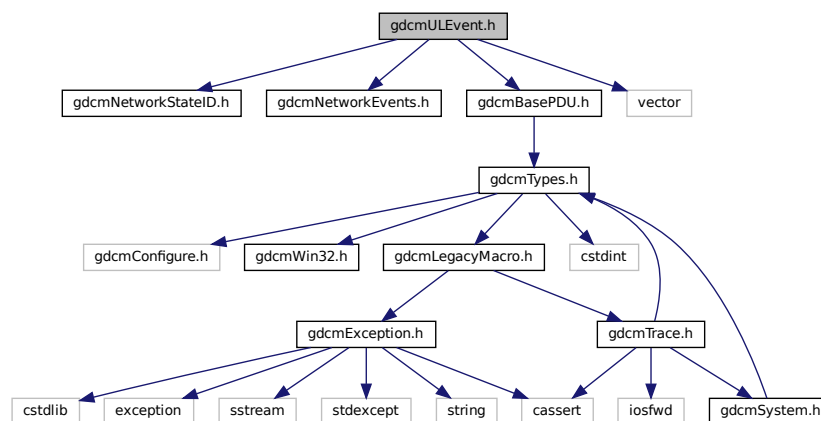 gdcmULEvent.h
gdcmNetworkStateID.h
gdcmNetworkEvents.h
gdcmBasePDU.h
vector
gdcmTypes.h
gdcmConfigure.h
gdcmWin32.h
gdcmLegacyMacro.h
cstdint
gdcmException.h
gdcmTrace.h
cstdlib
exception
sstream
stdexcept
string
cassert
iosfwd
gdcmSystem.h